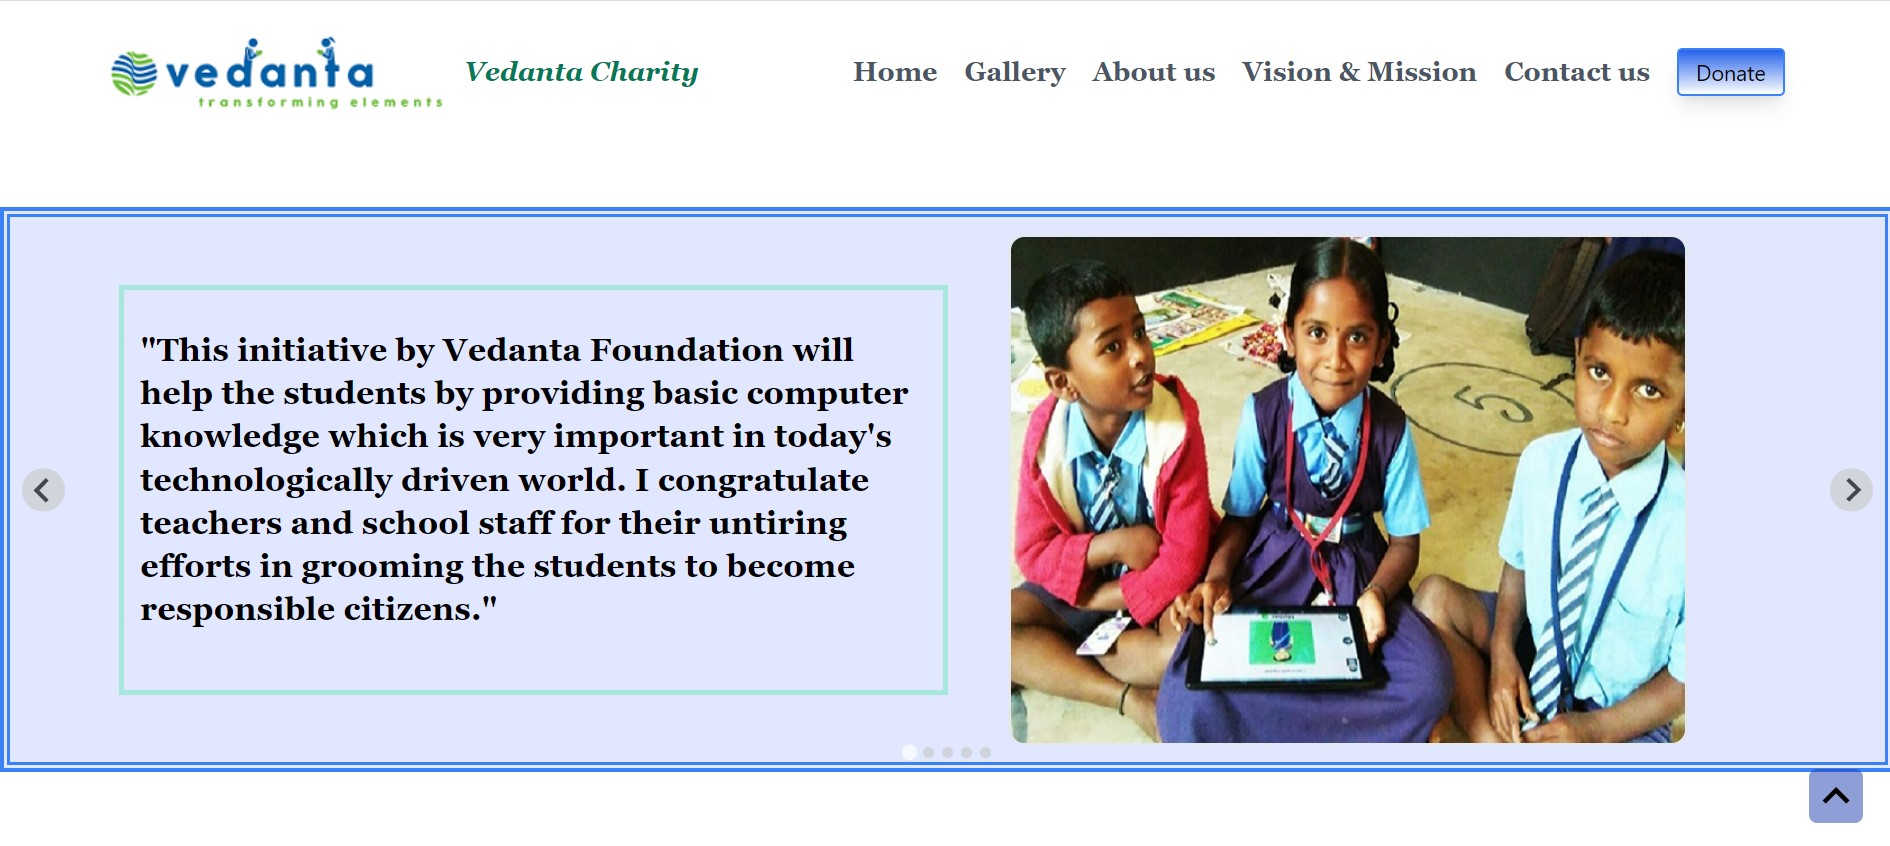 vedanta
transforming elements
Vedanta Charity
Home
Gallery
About us
Vision & Mission
Contact us
Donate
"This initiative by Vedanta Foundation will
help the students by providing basic computer
knowledge which is very important in today's
technologically driven world. I congratulate
teachers and school staff for their untiring
efforts in grooming the students to become
responsible citizens."
5